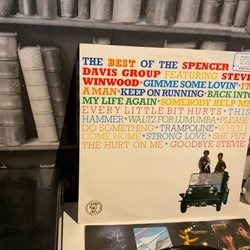 THE BEST OF THE SPENCER
DAVIS GROUP FEATURING STEVIE
WINWOOD • GIMME SOME LOVIN' • I'M
A MAN • KEEP ON RUNNING • BACK INTO
MY LIFE AGAIN • SOMEBODY HELP ME
EVERY LITTLE BIT HURTS • THIS
HAMMER • WALTZ FOR LUMUMBA • PLEASE
DO SOMETHING • TRAMPOLINE • WHEN I
COME HOME • STRONG LOVE • SHE PUT
THE HURT ON ME • GOODBYE STEVIE